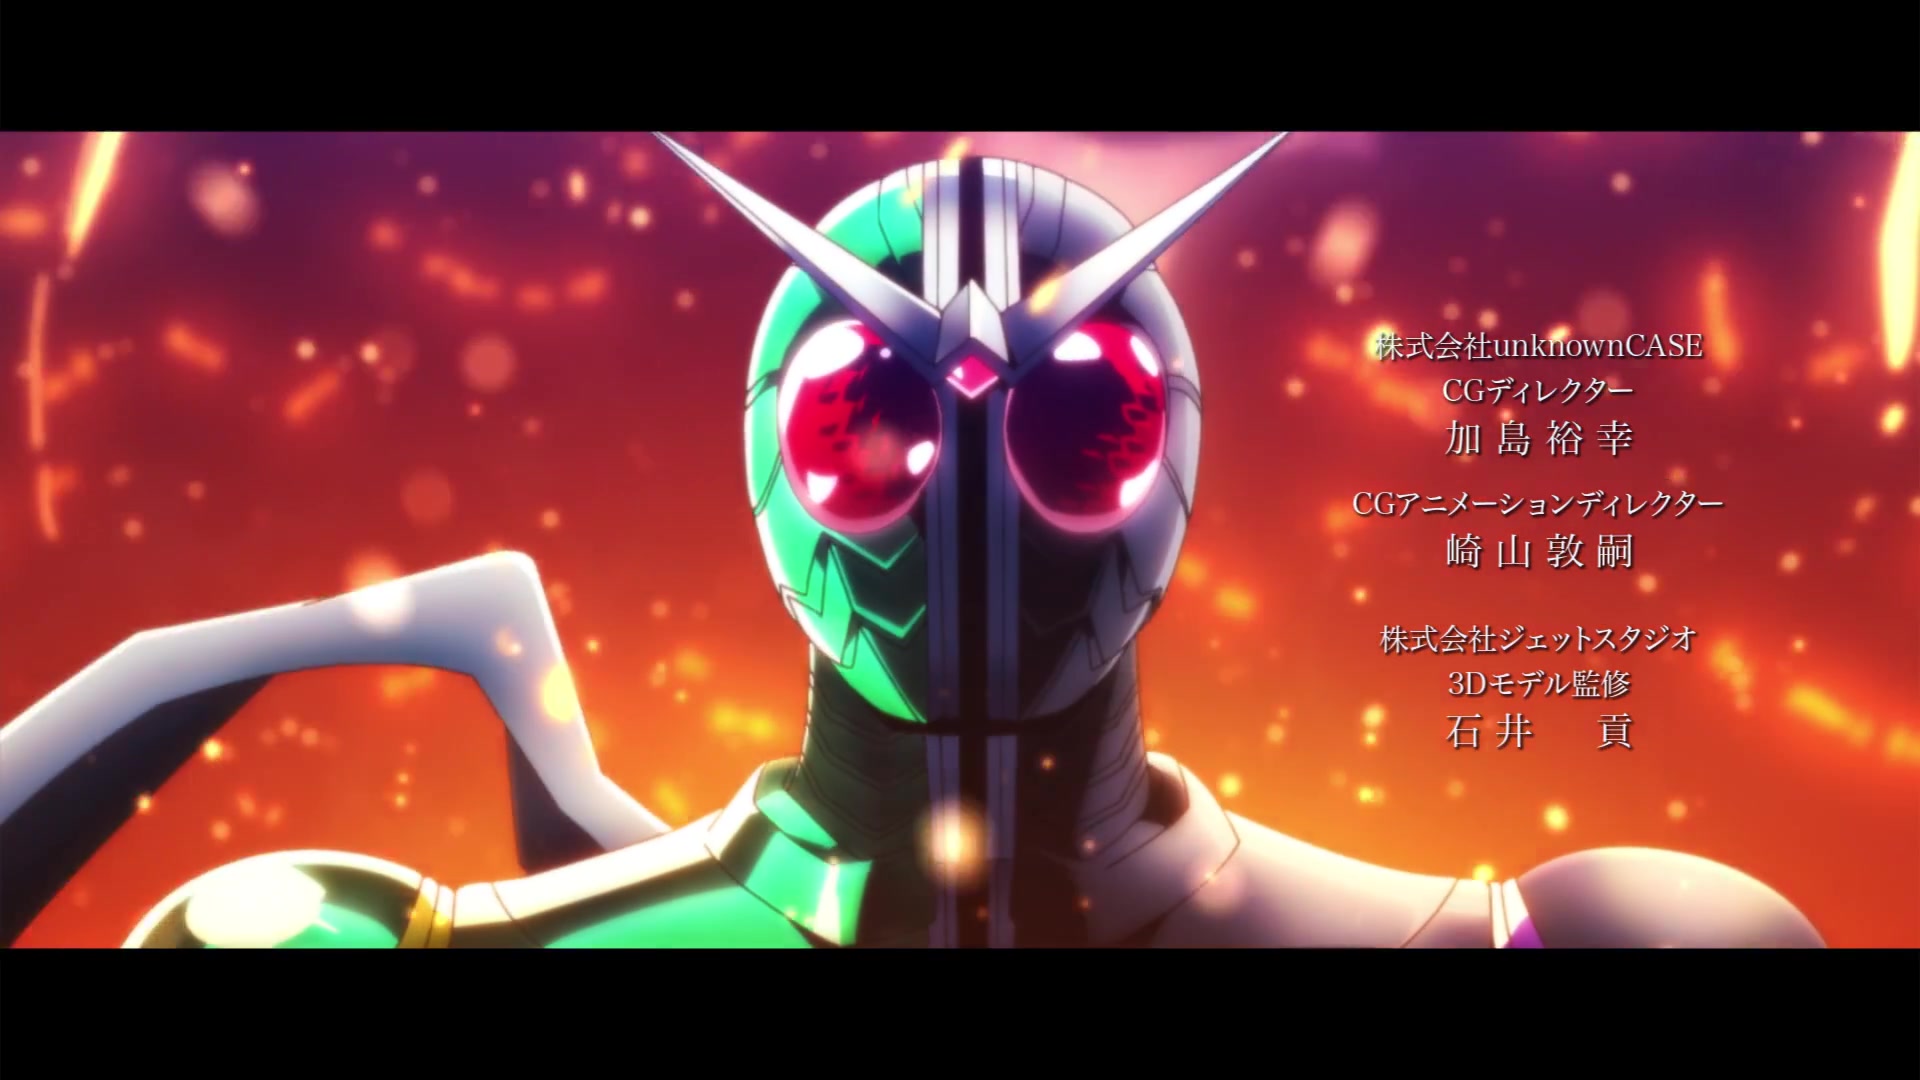 株式会社unknownCASE
CGディレクター
加島裕幸
CGアニメーションディレクター
崎山敦嗣
株式会社ジェットスタジオ
3Dモデル監修
石井 貢